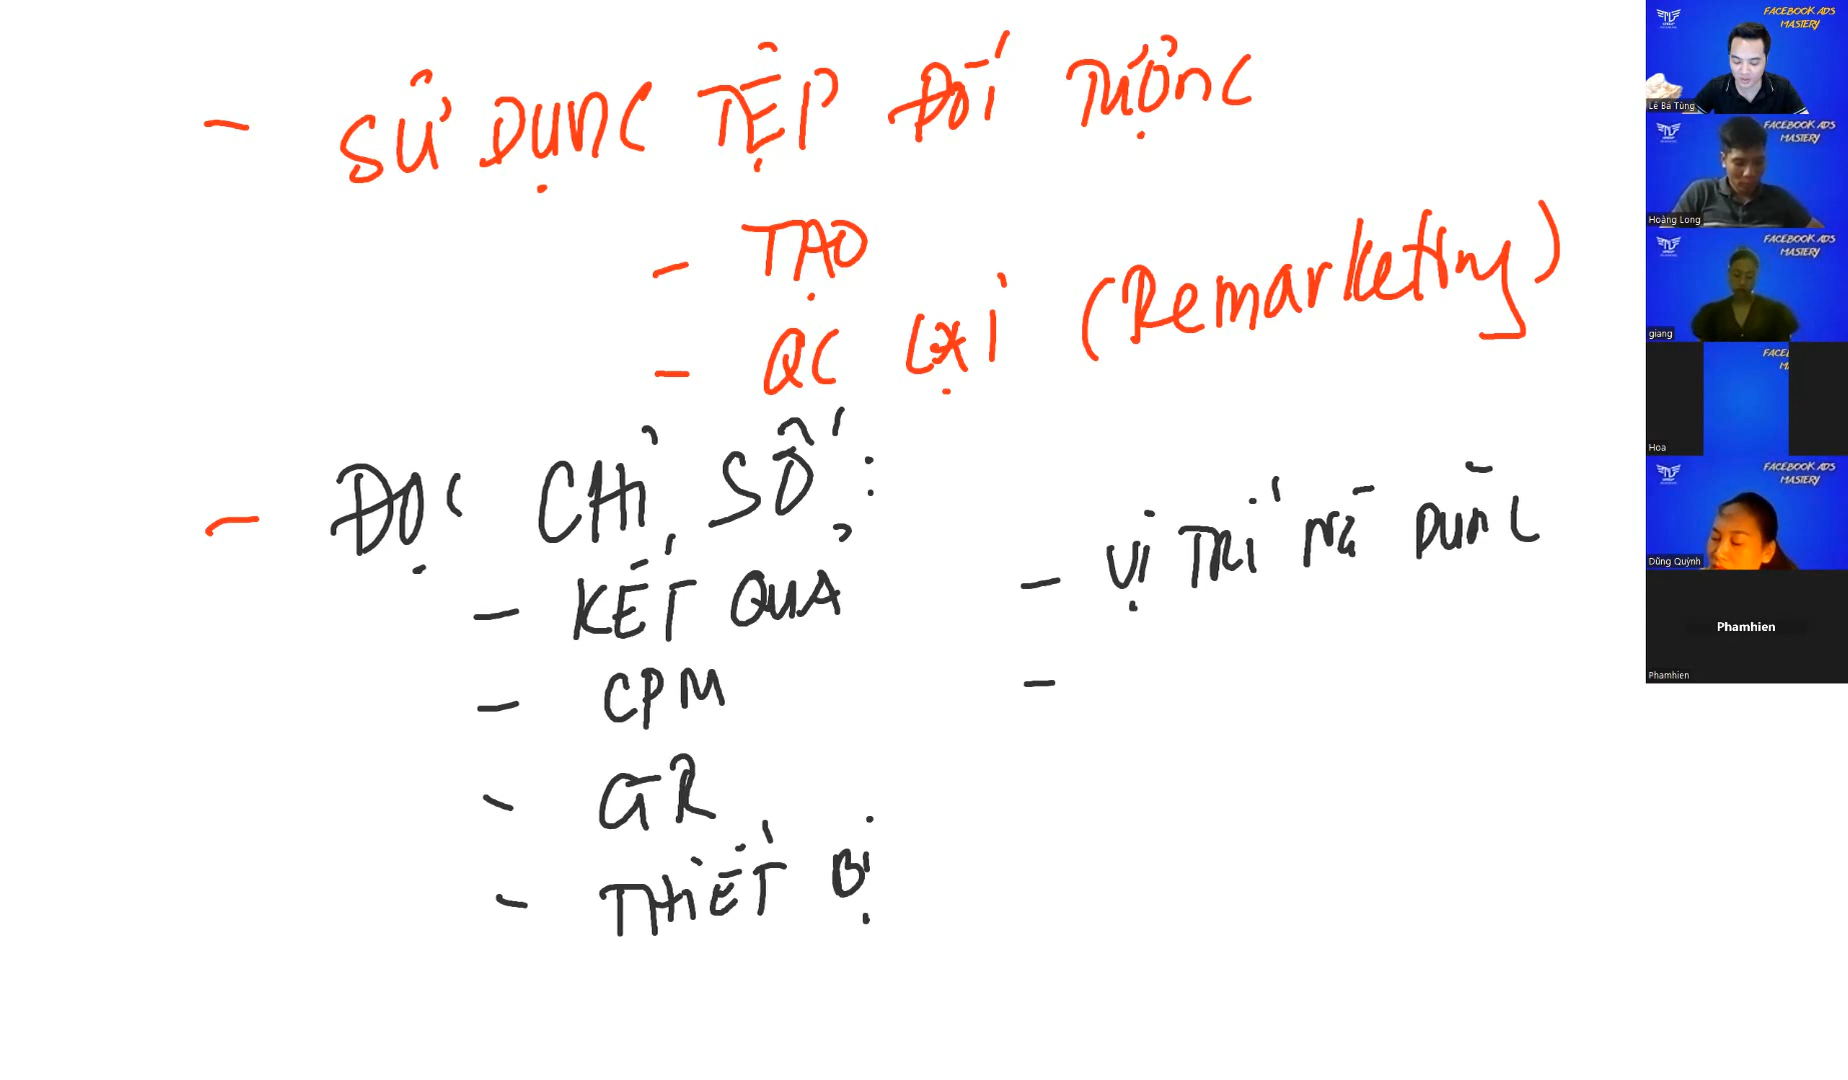 - SỬ DỤNG TỆP ĐỐI TƯỢNG
- TẠO
- QC LẠI (Remarketing)
- ĐỌC CHỈ SỐ:
- KẾT QUẢ
- CPM
- CTR
- THIẾT BỊ
- VỊ TRÍ
-
FACEBOOK ADS
MASTERY
Lê Bá Tùng
FACEBOOK ADS
MASTERY
Hoàng Long
FACEBOOK ADS
MASTERY
giang
Hoa
FACEBOOK ADS
MASTERY
Dũng Quỳnh
Phamhien
Phamhien